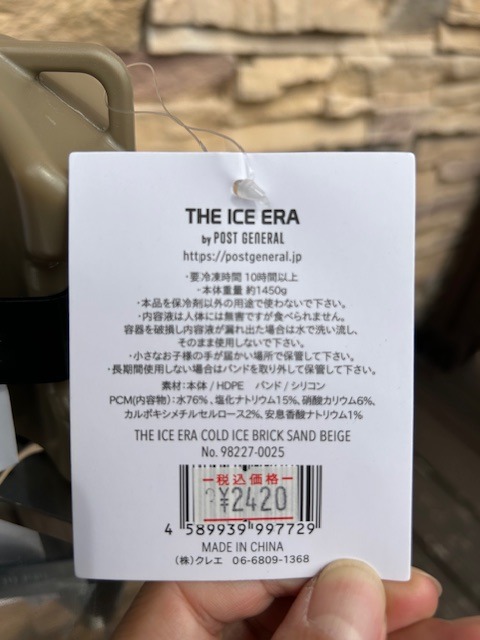 THE ICE ERA
by POST GENERAL
https://postgeneral.jp
・要冷凍時間 10時間以上
・本体重量 約1450g
・本品を保冷剤以外の用途で使わないで下さい。
・内容液は人体には無害ですが食べられません。
容器を破損し内容液が漏れ出た場合は水で洗い流し、
そのまま使用しないで下さい。
・小さなお子様の手が届かい場所で保管して下さい。
・長期間使用しない場合はバンドを取り外して保管して下さい。
素材：本体 / HDPE　バンド / シリコン
PCM(内容物)：水76%、塩化ナトリウム15%、硝酸カリウム6%、
カルボキシメチルセルロース2%、安息香酸ナトリウム1%
THE ICE ERA COLD ICE BRICK SAND BEIGE
No. 98227-0025
税込価格
¥2420
4 589939 997729
MADE IN CHINA
(株)クレエ　06-6809-1368